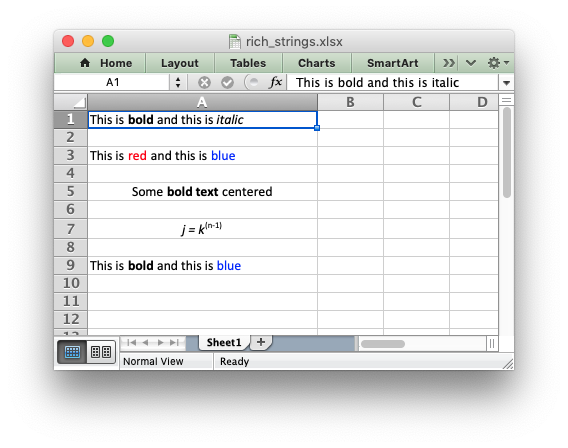 rich_strings.xlsx
Home Layout Tables Charts SmartArt
A1 fx This is bold and this is italic
A B C D
1 This is bold and this is italic
2
3 This is red and this is blue
4
5 Some bold text centered
6
7 j = k(n-1)
8
9 This is bold and this is blue
10
11
12
13
Sheet1 +
Normal View Ready